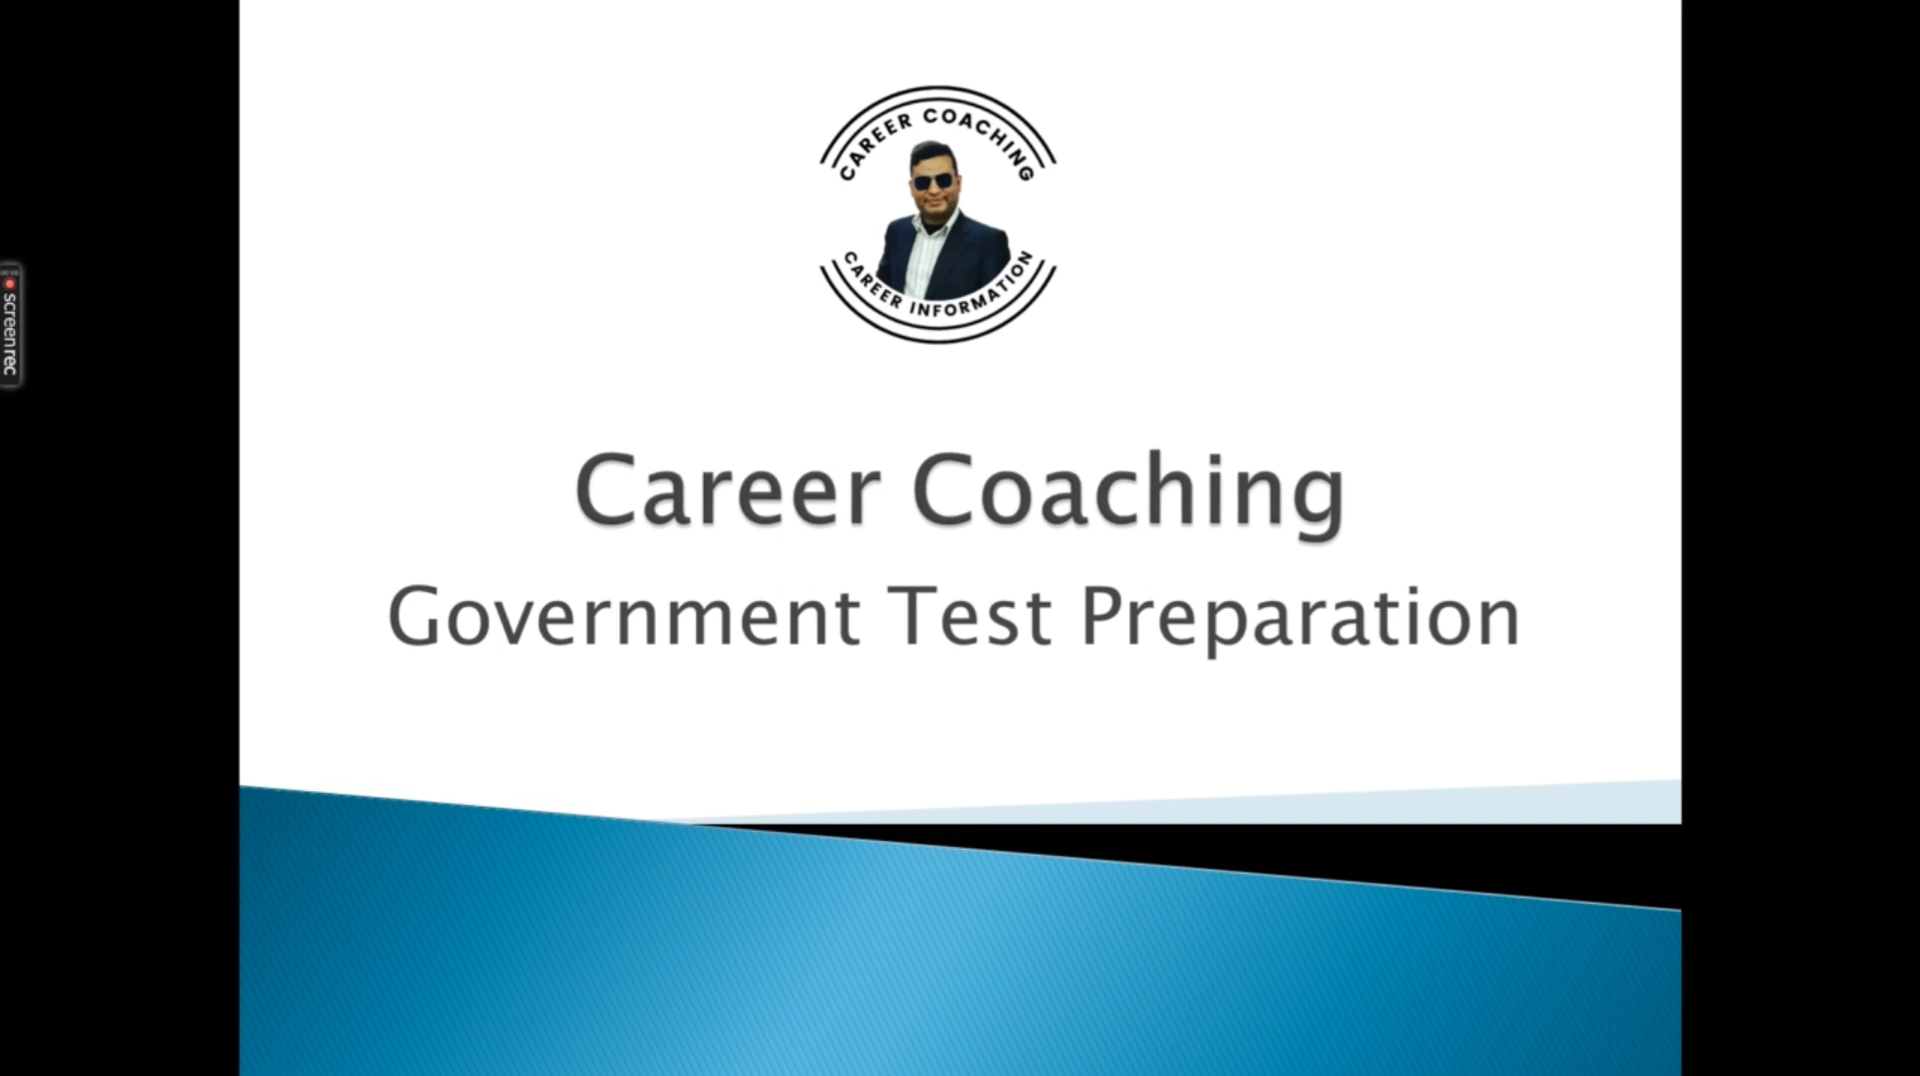 CAREER COACHING
CAREER INFORMATION
screenrec
Career Coaching
Government Test Preparation